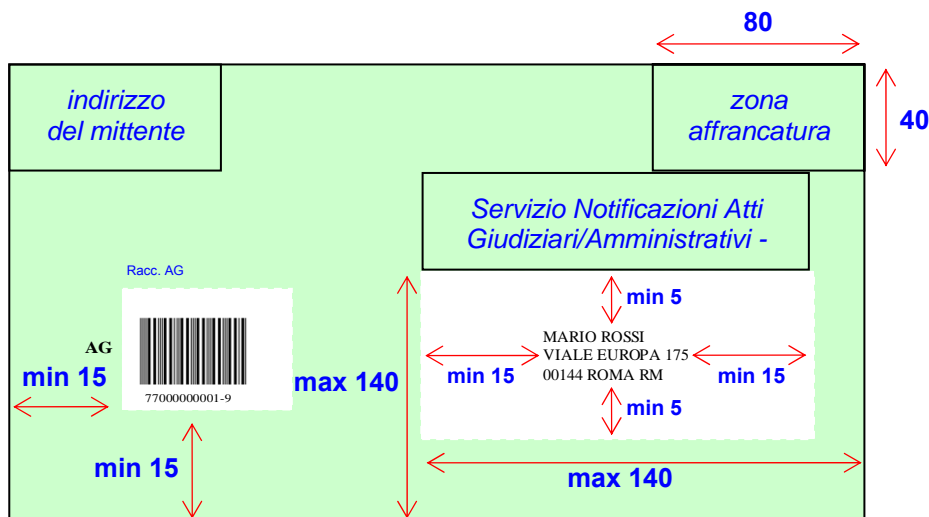 80
indirizzo
del mittente
zona
affrancatura
40
Servizio Notificazioni Atti
Giudiziari/Amministrativi -
Racc. AG
min 5
MARIO ROSSI
VIALE EUROPA 175
00144 ROMA RM
AG
min 15
max 140
min 15
min 15
77000000001-9
min 5
min 15
max 140